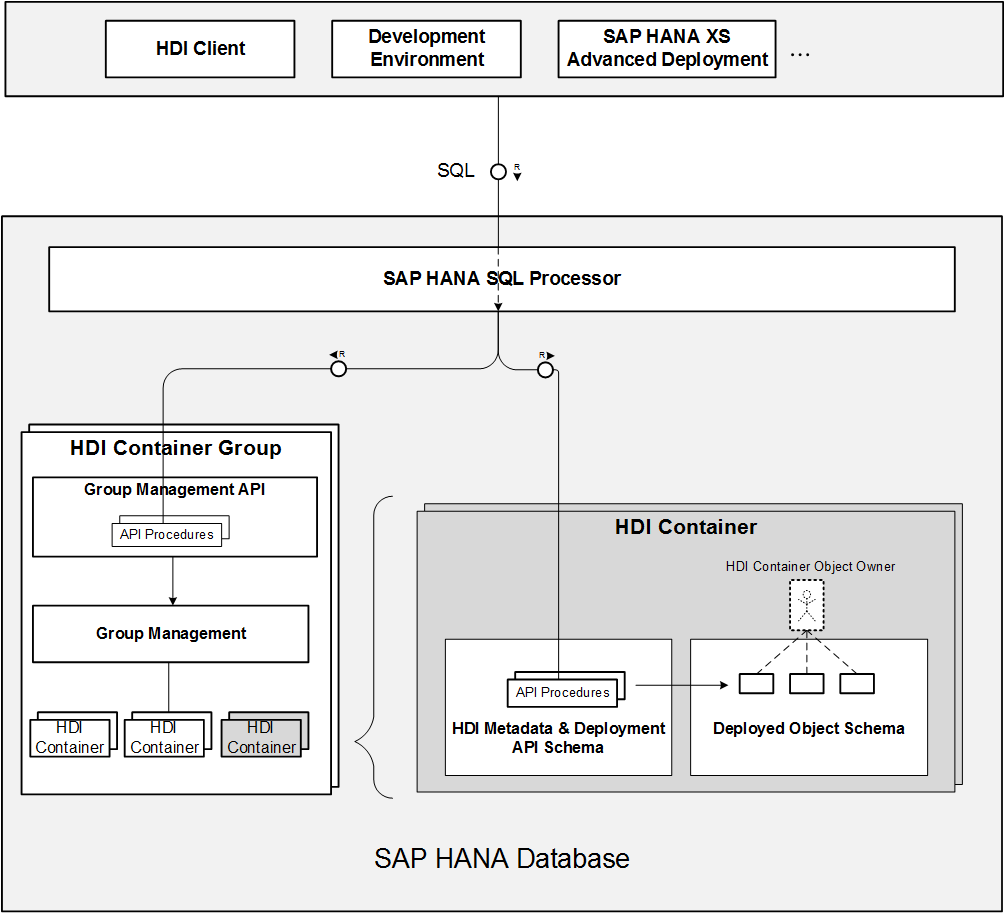 HDI Client
Development
Environment
SAP HANA XS
Advanced Deployment
...
SQL
R
SAP HANA SQL Processor
R
R
HDI Container Group
Group Management API
API Procedures
Group Management
HDI
Container
HDI
Container
HDI
Container
HDI Container
HDI Container Object Owner
API Procedures
HDI Metadata & Deployment
API Schema
Deployed Object Schema
SAP HANA Database